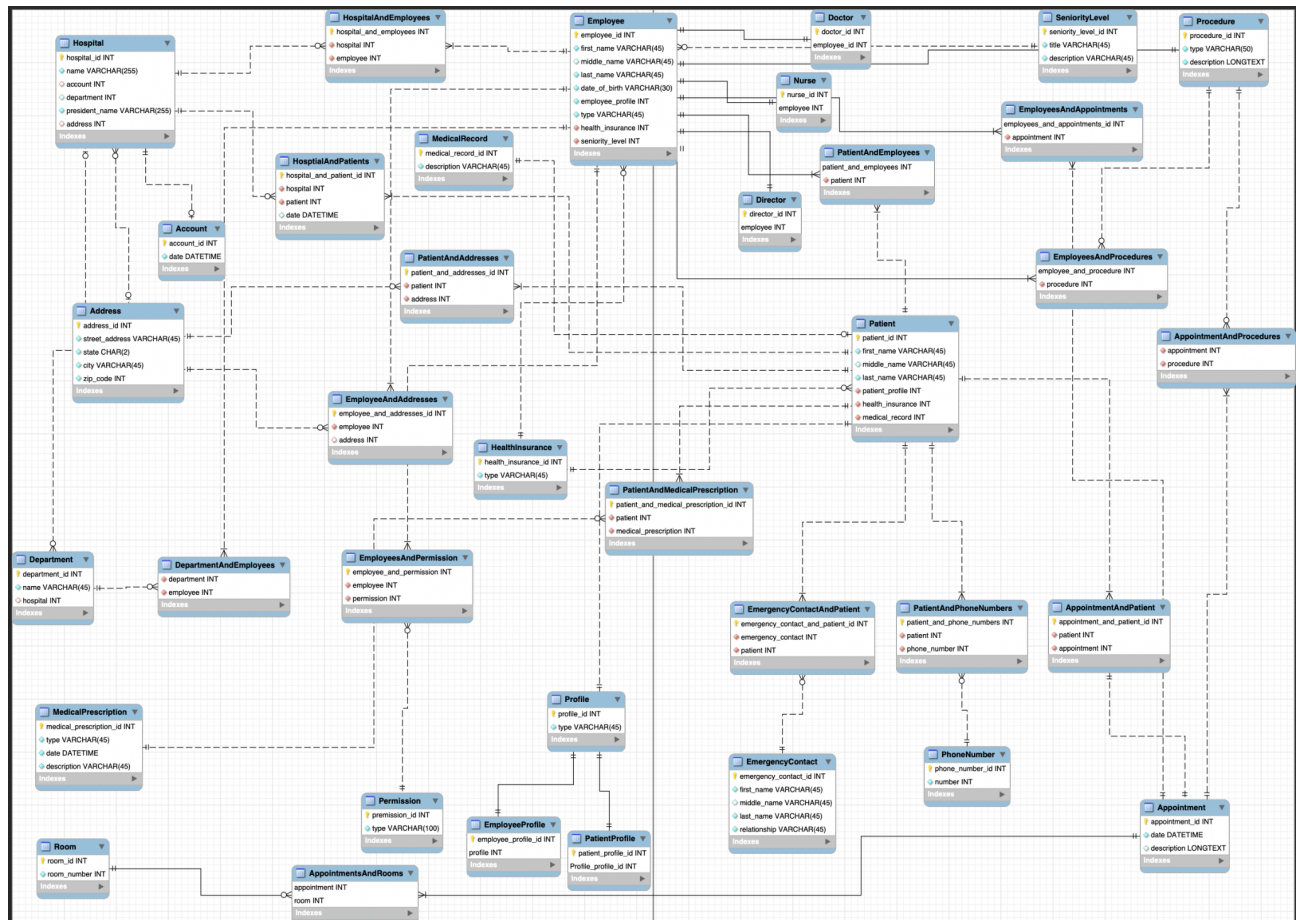 HospitalAndEmployees
hospital_and_employees INT
hospital INT
employee INT
Indexes
Employee
employee_id INT
first_name VARCHAR(45)
middle_name VARCHAR(45)
last_name VARCHAR(45)
date_of_birth VARCHAR(30)
employee_profile INT
type VARCHAR(45)
health_insurance INT
seniority_level INT
Indexes
Doctor
doctor_id INT
employee_id INT
Indexes
SeniorityLevel
seniority_level_id INT
title VARCHAR(45)
description VARCHAR(45)
Indexes
Procedure
procedure_id INT
type VARCHAR(50)
description LONGTEXT
Indexes
Hospital
hospital_id INT
name VARCHAR(255)
account INT
department INT
president_name VARCHAR(255)
address INT
Indexes
Nurse
nurse_id INT
employee INT
Indexes
EmployeesAndAppointments
employees_and_appointments_id INT
appointment INT
Indexes
MedicalRecord
medical_record_id INT
description VARCHAR(45)
Indexes
HosptialAndPatients
hospital_and_patient_id INT
hospital INT
patient INT
date DATETIME
Indexes
PatientAndEmployees
patient_and_employees INT
patient INT
Indexes
Director
director_id INT
employee INT
Indexes
Account
account_id INT
date DATETIME
Indexes
PatientAndAddresses
patient_and_addresses_id INT
patient INT
address INT
Indexes
EmployeesAndProcedures
employee_and_procedure INT
procedure INT
Indexes
Address
address_id INT
street_address VARCHAR(45)
state CHAR(2)
city VARCHAR(45)
zip_code INT
Indexes
Patient
patient_id INT
first_name VARCHAR(45)
middle_name VARCHAR(45)
last_name VARCHAR(45)
patient_profile INT
health_insurance INT
medical_record INT
Indexes
AppointmentAndProcedures
appointment INT
procedure INT
Indexes
EmployeeAndAddresses
employee_and_addresses_id INT
employee INT
address INT
Indexes
HealthInsurance
health_insurance_id INT
type VARCHAR(45)
Indexes
PatientAndMedicalPrescription
patient_and_medical_prescription_id INT
patient INT
medical_prescription INT
Indexes
Department
department_id INT
name VARCHAR(45)
hospital INT
Indexes
DepartmentAndEmployees
department INT
employee INT
Indexes
EmployeesAndPermission
employee_and_permission INT
employee INT
permission INT
Indexes
EmergencyContactAndPatient
emergency_contact_and_patient_id INT
emergency_contact INT
patient INT
Indexes
PatientAndPhoneNumbers
patient_and_phone_numbers INT
patient INT
phone_number INT
Indexes
AppointmentAndPatient
appointment_and_patient_id INT
patient INT
appointment INT
Indexes
MedicalPrescription
medical_prescription_id INT
type VARCHAR(45)
date DATETIME
description VARCHAR(45)
Indexes
Profile
profile_id INT
type VARCHAR(45)
Indexes
EmergencyContact
emergency_contact_id INT
first_name VARCHAR(45)
middle_name VARCHAR(45)
last_name VARCHAR(45)
relationship VARCHAR(45)
Indexes
PhoneNumber
phone_number_id INT
number INT
Indexes
Permission
premission_id INT
type VARCHAR(100)
Indexes
EmployeeProfile
employee_profile_id INT
profile INT
Indexes
PatientProfile
patient_profile_id INT
Profile_profile_id INT
Indexes
Appointment
appointment_id INT
date DATETIME
description LONGTEXT
Indexes
Room
room_id INT
room_number INT
Indexes
AppointmentsAndRooms
appointment INT
room INT
Indexes